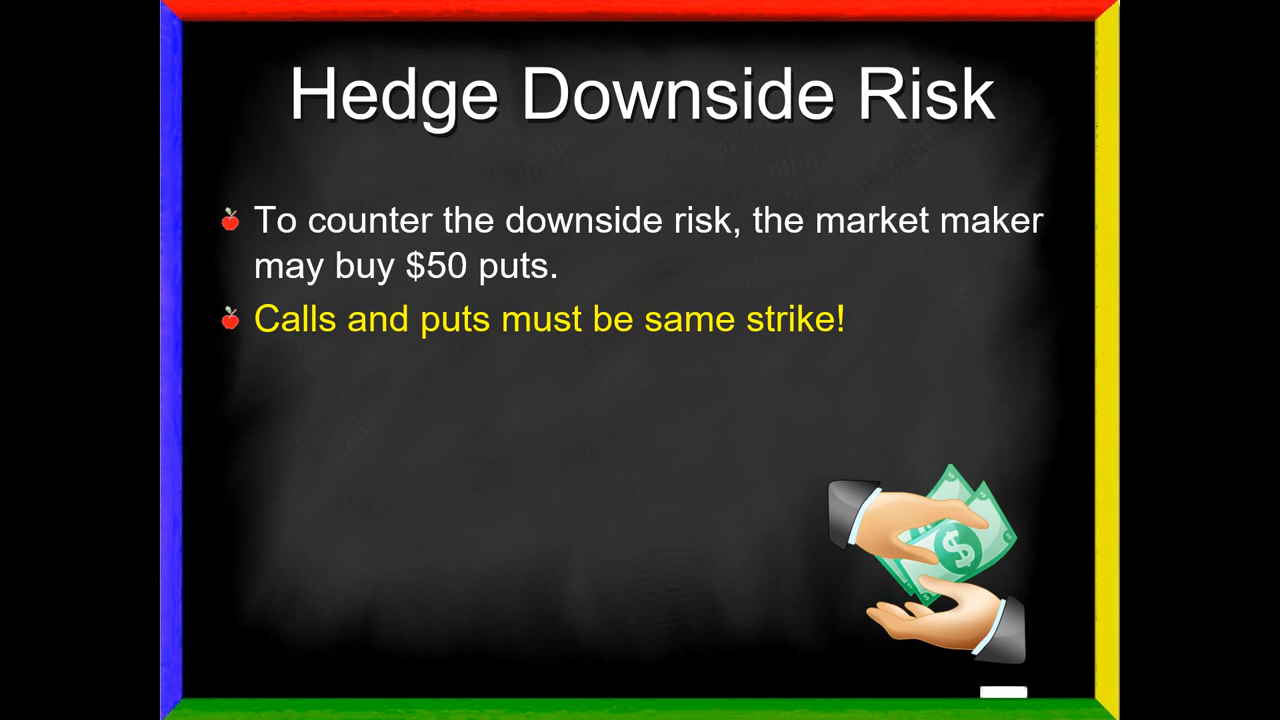 Hedge Downside Risk
To counter the downside risk, the market maker
may buy $50 puts.
Calls and puts must be same strike!